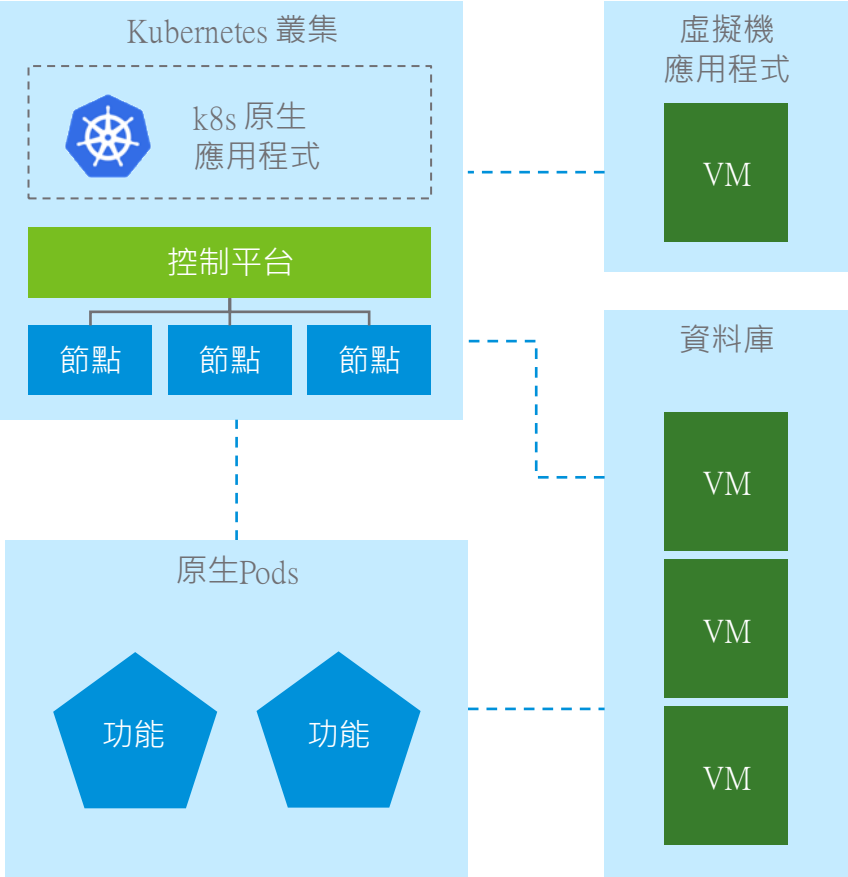 Kubernetes 叢集
k8s 原生
應用程式
控制平台
節點
節點
節點
虛擬機
應用程式
VM
資料庫
VM
VM
VM
原生Pods
功能
功能